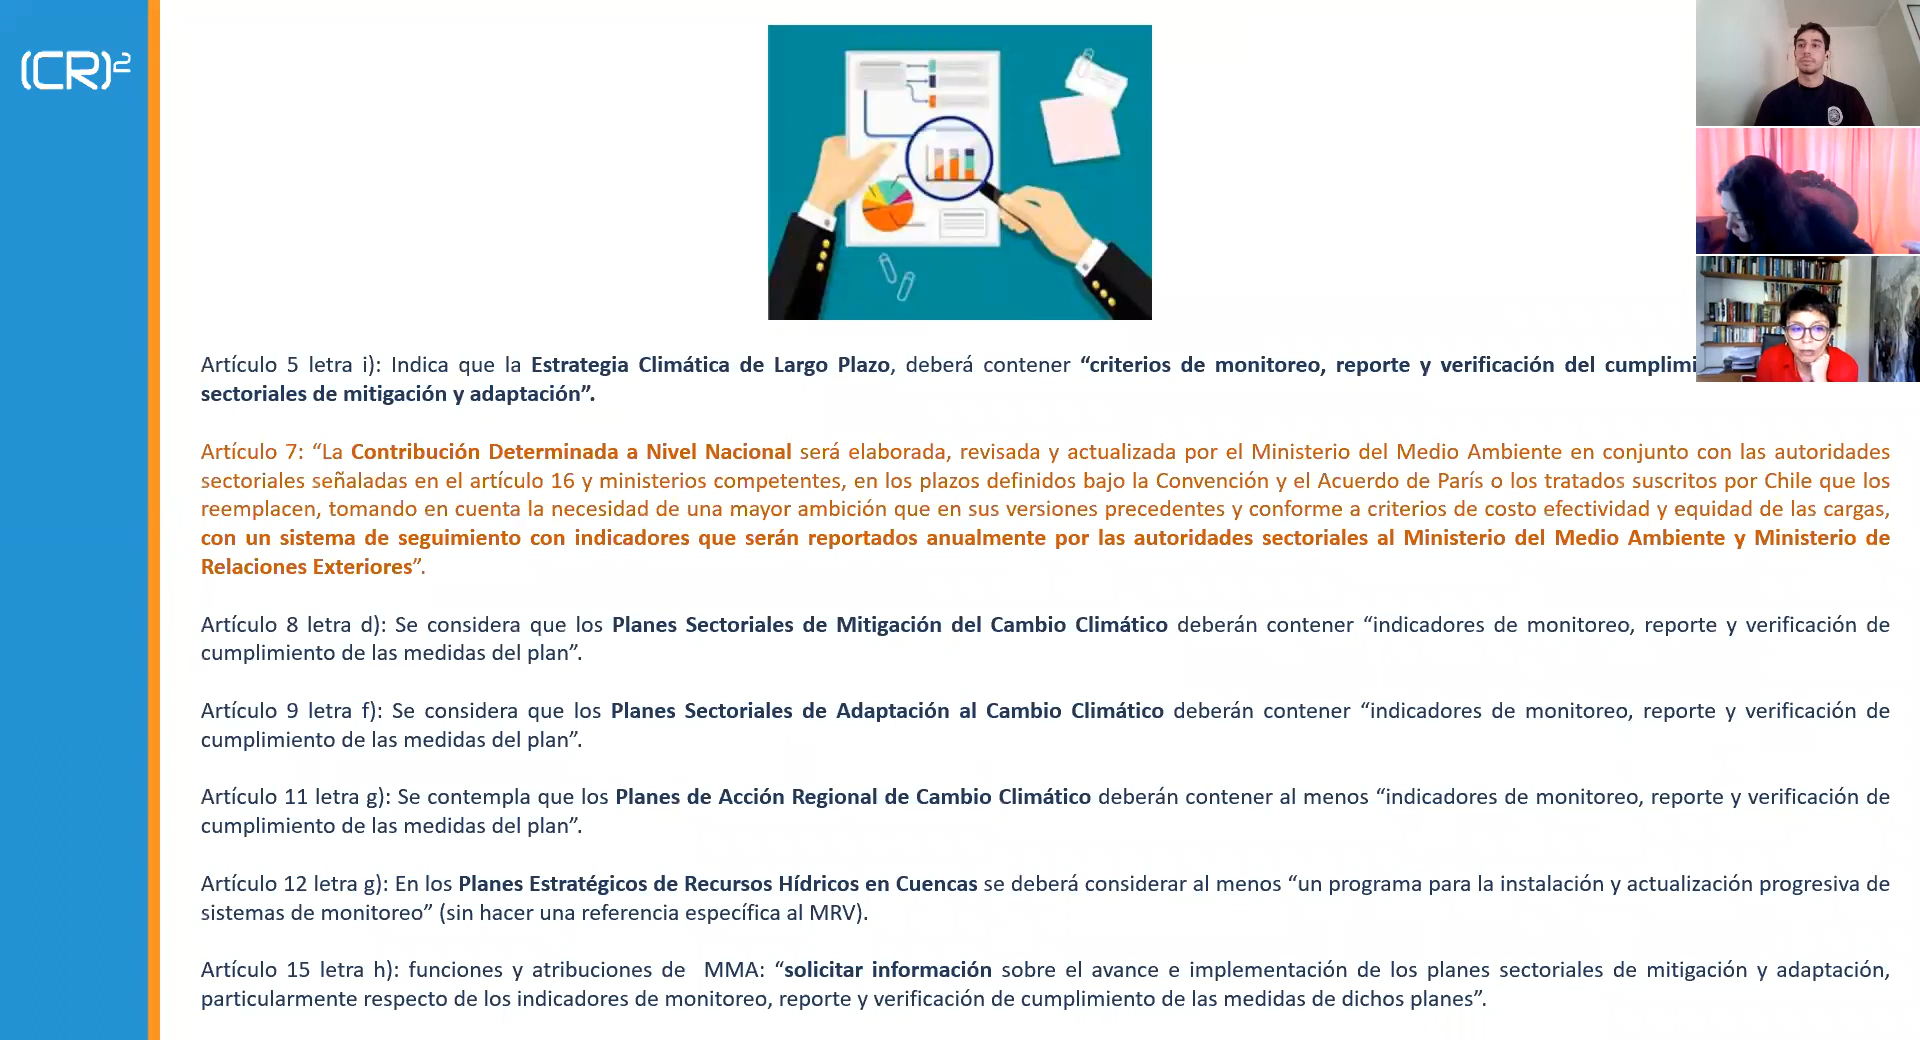 (CR)²
Artículo 5 letra i): Indica que la Estrategia Climática de Largo Plazo, deberá contener “criterios de monitoreo, reporte y verificación del
sectoriales de mitigación y adaptación”.
Artículo 7: “La Contribución Determinada a Nivel Nacional será elaborada, revisada y actualizada por el Ministerio del Medio Ambiente en conjunto con las autoridades
sectoriales señaladas en el artículo 16 y ministerios competentes, en los plazos definidos bajo la Convención y el Acuerdo de París o los tratados suscritos por Chile que los
reemplacen, tomando en cuenta la necesidad de una mayor ambición que en sus versiones precedentes y conforme a criterios de costo efectividad y equidad de las cargas,
con un sistema de seguimiento con indicadores que serán reportados anualmente por las autoridades sectoriales al Ministerio del Medio Ambiente y Ministerio de
Relaciones Exteriores”.
Artículo 8 letra d): Se considera que los Planes Sectoriales de Mitigación del Cambio Climático deberán contener “indicadores de monitoreo, reporte y verificación de
cumplimiento de las medidas del plan”.
Artículo 9 letra f): Se considera que los Planes Sectoriales de Adaptación al Cambio Climático deberán contener “indicadores de monitoreo, reporte y verificación de
cumplimiento de las medidas del plan”.
Artículo 11 letra g): Se contempla que los Planes de Acción Regional de Cambio Climático deberán contener al menos “indicadores de monitoreo, reporte y verificación de
cumplimiento de las medidas del plan”.
Artículo 12 letra g): En los Planes Estratégicos de Recursos Hídricos en Cuencas se deberá considerar al menos “un programa para la instalación y actualización progresiva de
sistemas de monitoreo” (sin hacer una referencia específica al MRV).
Artículo 15 letra h): funciones y atribuciones de MMA: “solicitar información sobre el avance e implementación de los planes sectoriales de mitigación y adaptación,
particularmente respecto de los indicadores de monitoreo, reporte y verificación de cumplimiento de las medidas de dichos planes”.